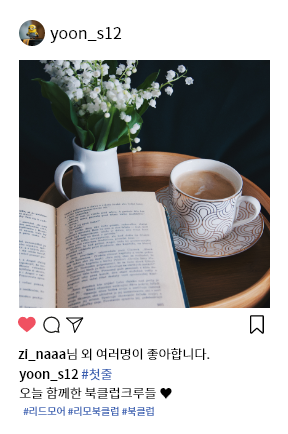 yoon_s12
zi_naaa님 외 여러명이 좋아합니다.
yoon_s12 #첫줄
오늘 함께한 북클럽크루들 ♥
#리드모어 #리모북클럽 #북클럽